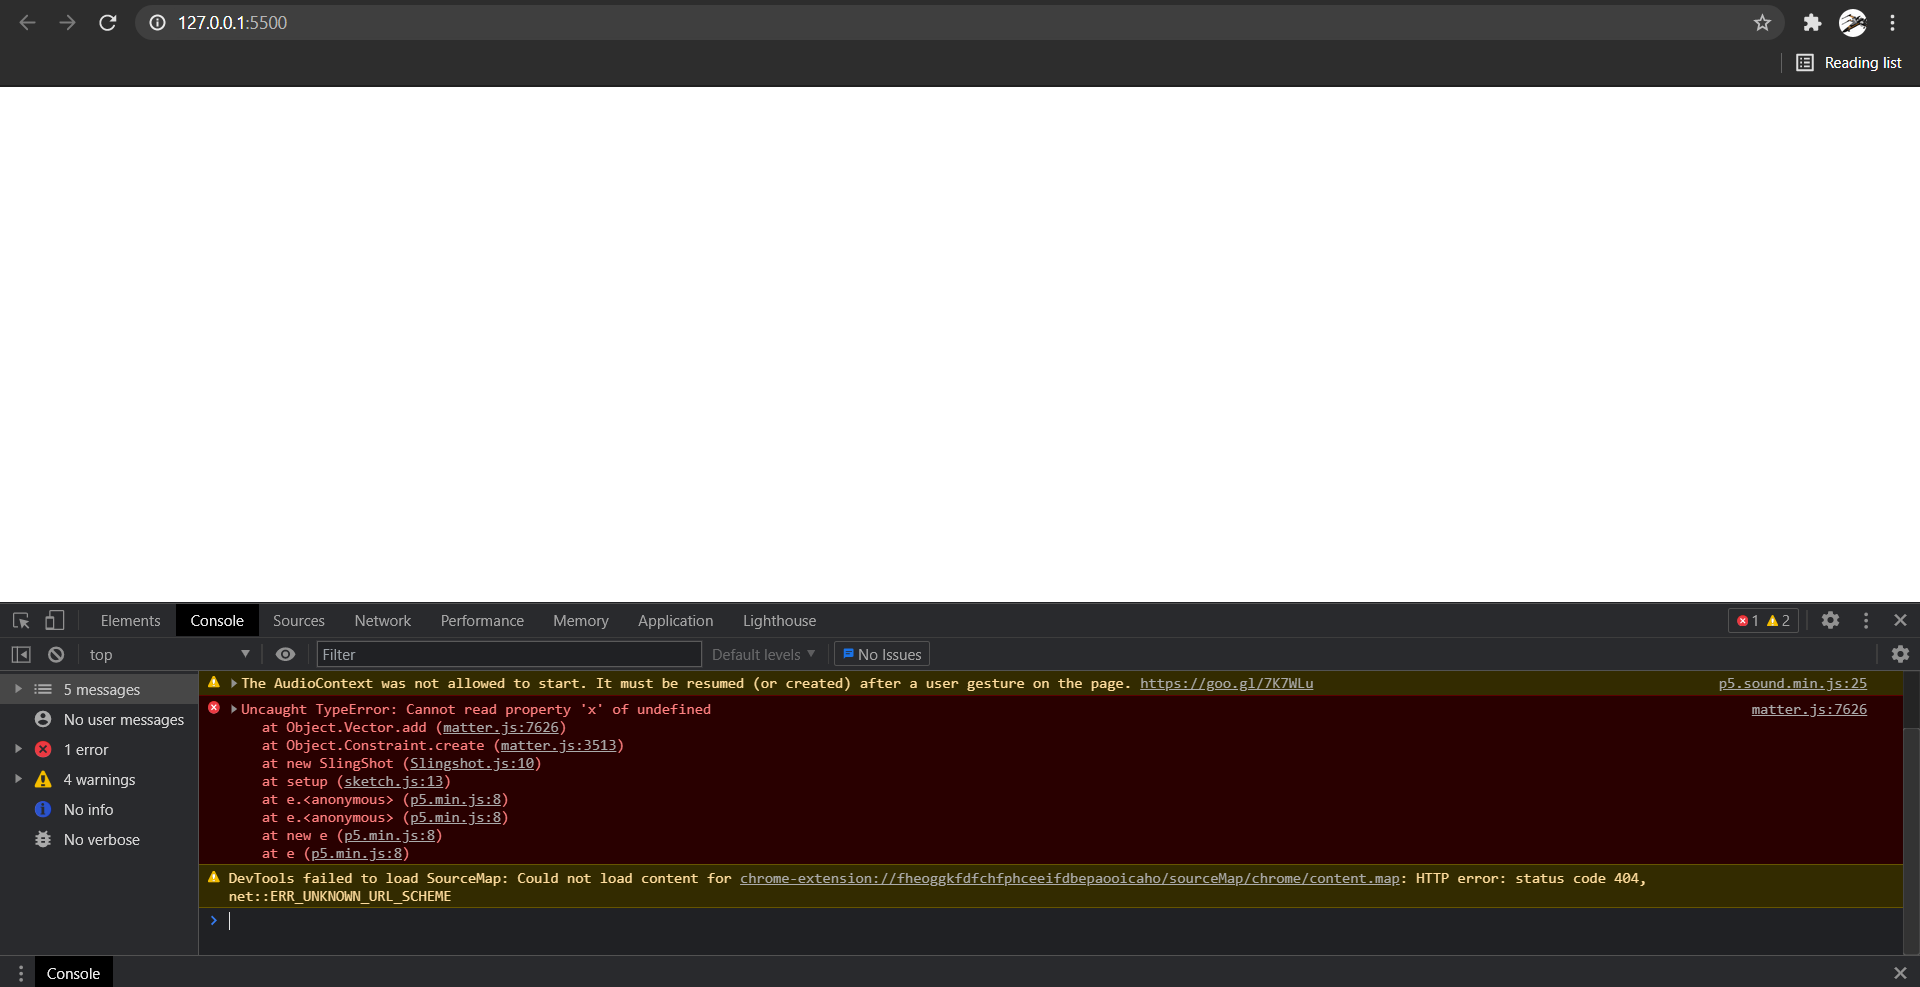 127.0.0.1:5500
Reading list
Elements Console Sources Network Performance Memory Application Lighthouse 1 2
top Filter Default levels No Issues
5 messages
No user messages
1 error
4 warnings
No info
No verbose
The AudioContext was not allowed to start. It must be resumed (or created) after a user gesture on the page. https://goo.gl/7K7WLu p5.sound.min.js:25
Uncaught TypeError: Cannot read property 'x' of undefined matter.js:7626
at Object.Vector.add (matter.js:7626)
at Object.Constraint.create (matter.js:3513)
at new SlingShot (Slingshot.js:10)
at setup (sketch.js:13)
at e.<anonymous> (p5.min.js:8)
at e.<anonymous> (p5.min.js:8)
at new e (p5.min.js:8)
at e (p5.min.js:8)
DevTools failed to load SourceMap: Could not load content for chrome-extension://fheoggkfdfchfphceeifdbepaooicaho/sourceMap/chrome/content.map: HTTP error: status code 404,
net::ERR_UNKNOWN_URL_SCHEME
Console